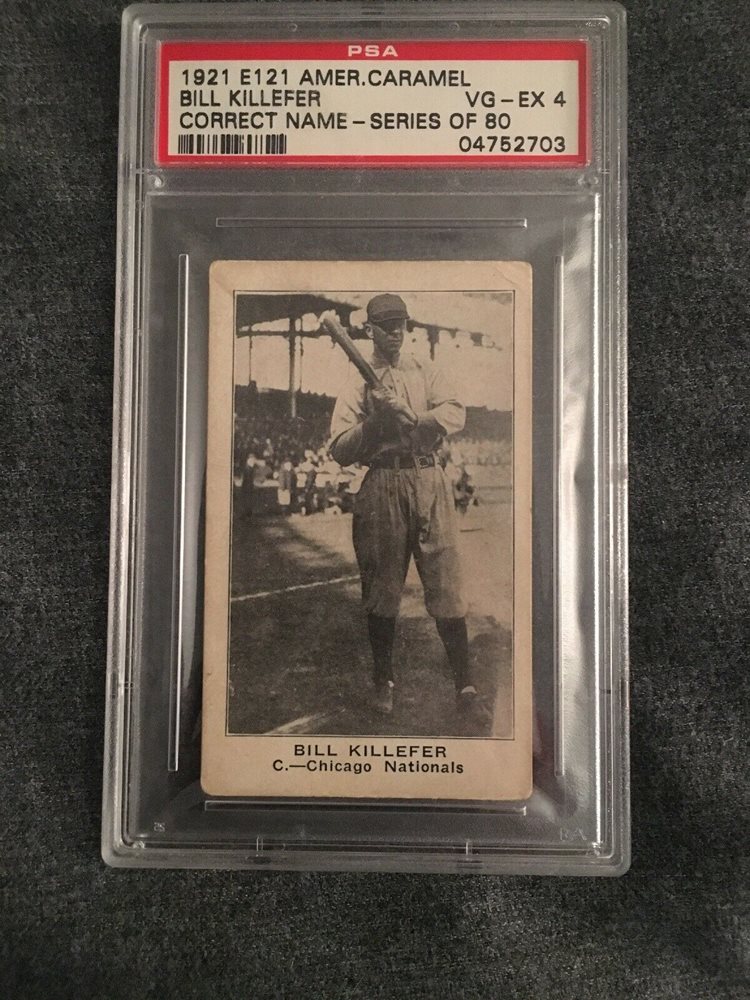 PSA
1921 E121 AMER.CARAMEL
BILL KILLEFER VG-EX 4
CORRECT NAME-SERIES OF 80
04752703
BILL KILLEFER
C.—Chicago Nationals